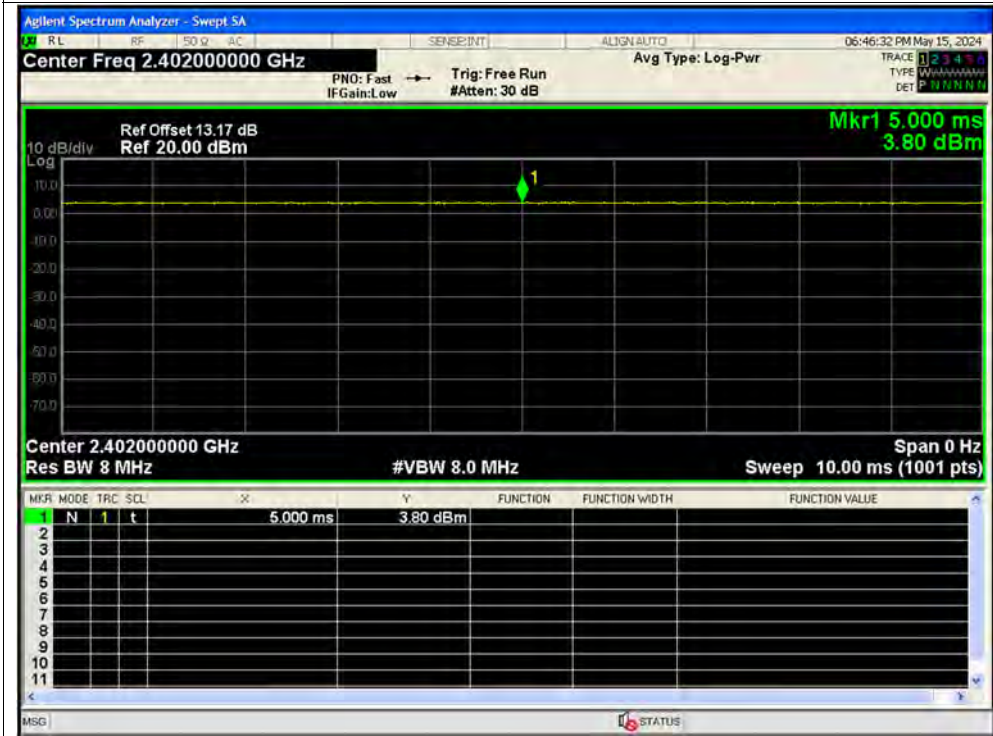 Agilent Spectrum Analyzer - Swept SA
RL RF 50 Ω AC SENSE:INT ALIGN AUTO 06:46:32 PM May 15, 2024
Center Freq 2.402000000 GHz
PNO: Fast
IFGain:Low
Trig: Free Run
#Atten: 30 dB
Avg Type: Log-Pwr
TRACE 1 2 3 4 5 6
TYPE WWWWWW
DET P N N N N N
Mkr1 5.000 ms
3.80 dBm
Ref Offset 13.17 dB
10 dB/div Ref 20.00 dBm
Log
1
10.0
0.00
-10.0
-20.0
-30.0
-40.0
-50.0
-60.0
-70.0
Center 2.402000000 GHz Span 0 Hz
Res BW 8 MHz #VBW 8.0 MHz Sweep 10.00 ms (1001 pts)
MKR MODE TRC SCL X Y FUNCTION FUNCTION WIDTH FUNCTION VALUE
1 N 1 t 5.000 ms 3.80 dBm
2
3
4
5
6
7
8
9
10
11
MSG STATUS